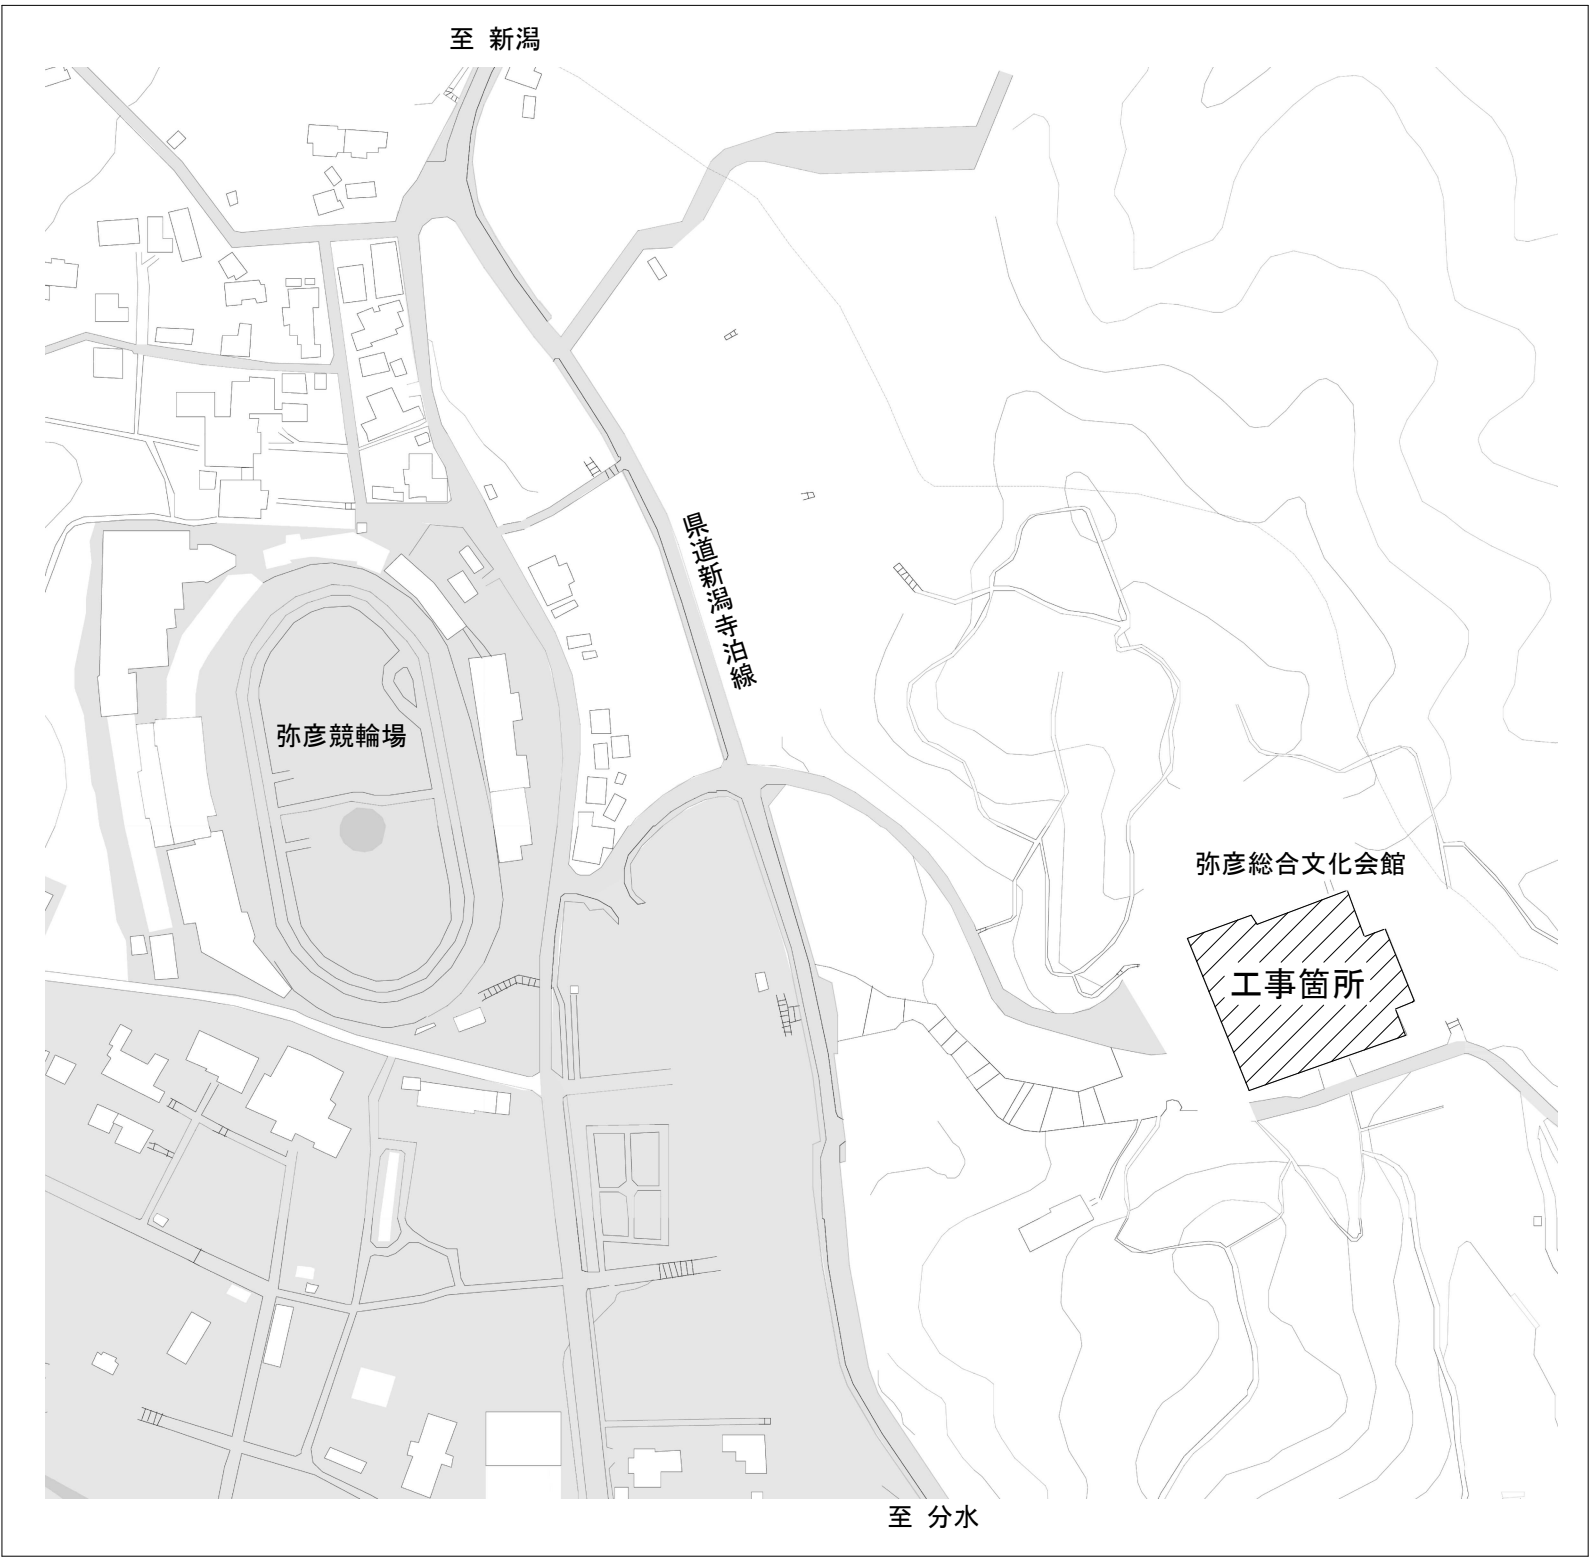 至 新潟
県道新潟寺泊線
弥彦競輪場
弥彦総合文化会館
工事箇所
至 分水